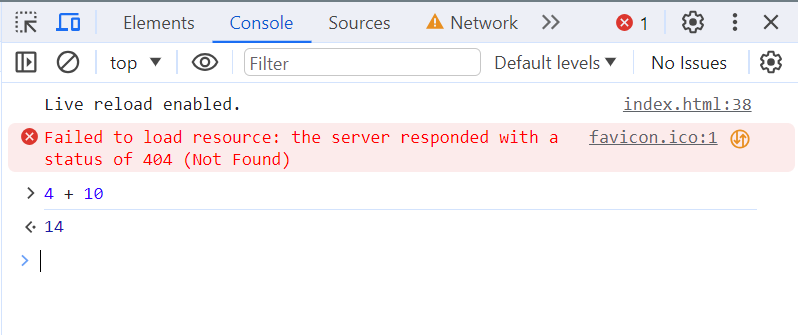 Elements Console Sources Network 1
top Filter Default levels No Issues
Live reload enabled. index.html:38
Failed to load resource: the server responded with a favicon.ico:1
status of 404 (Not Found)
4 + 10
14